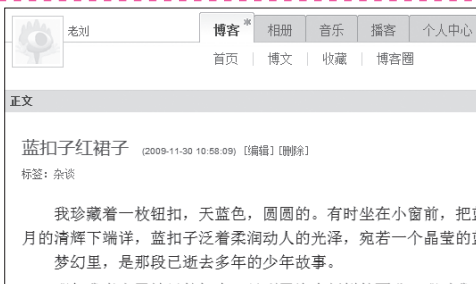 老刘
博客* 相册 音乐 播客 个人中心
首页 | 博文 | 收藏 | 博客圈
正文
蓝扣子红裙子 (2009-11-30 10:58:09) [编辑] [删除]
标签：杂谈
我珍藏着一枚钮扣，天蓝色，圆圆的。有时坐在小窗前，把
月的清辉下端详，蓝扣子泛着柔润动人的光泽，宛若一个晶莹的
梦幻里，是那段已逝去多年的少年故事。